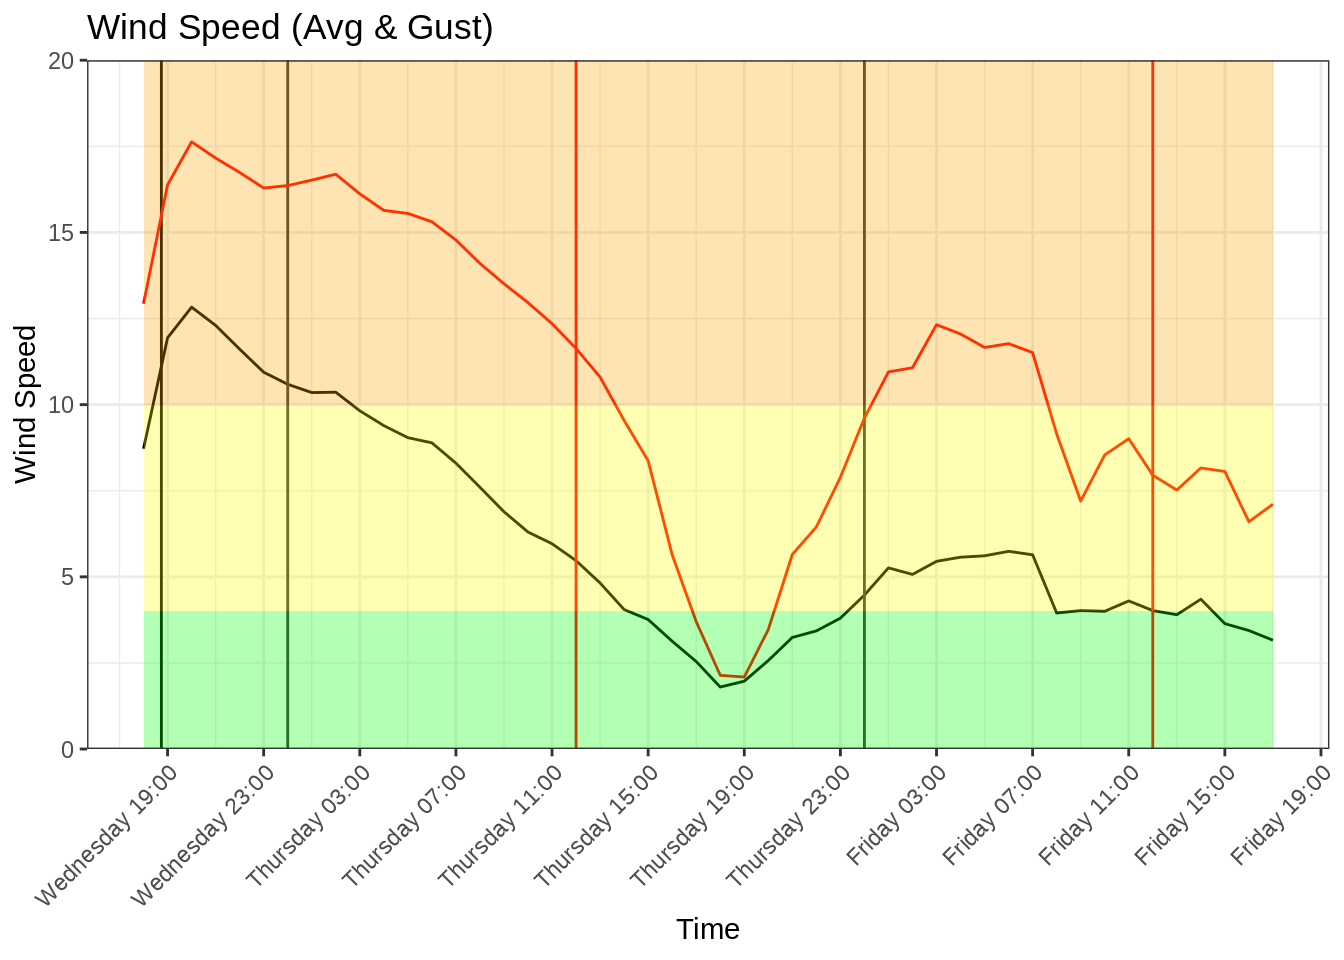 Wind Speed (Avg & Gust)
20
15
10
5
0
Wind Speed
Wednesday 19:00
Wednesday 23:00
Thursday 03:00
Thursday 07:00
Thursday 11:00
Thursday 15:00
Thursday 19:00
Thursday 23:00
Friday 03:00
Friday 07:00
Friday 11:00
Friday 15:00
Friday 19:00
Time